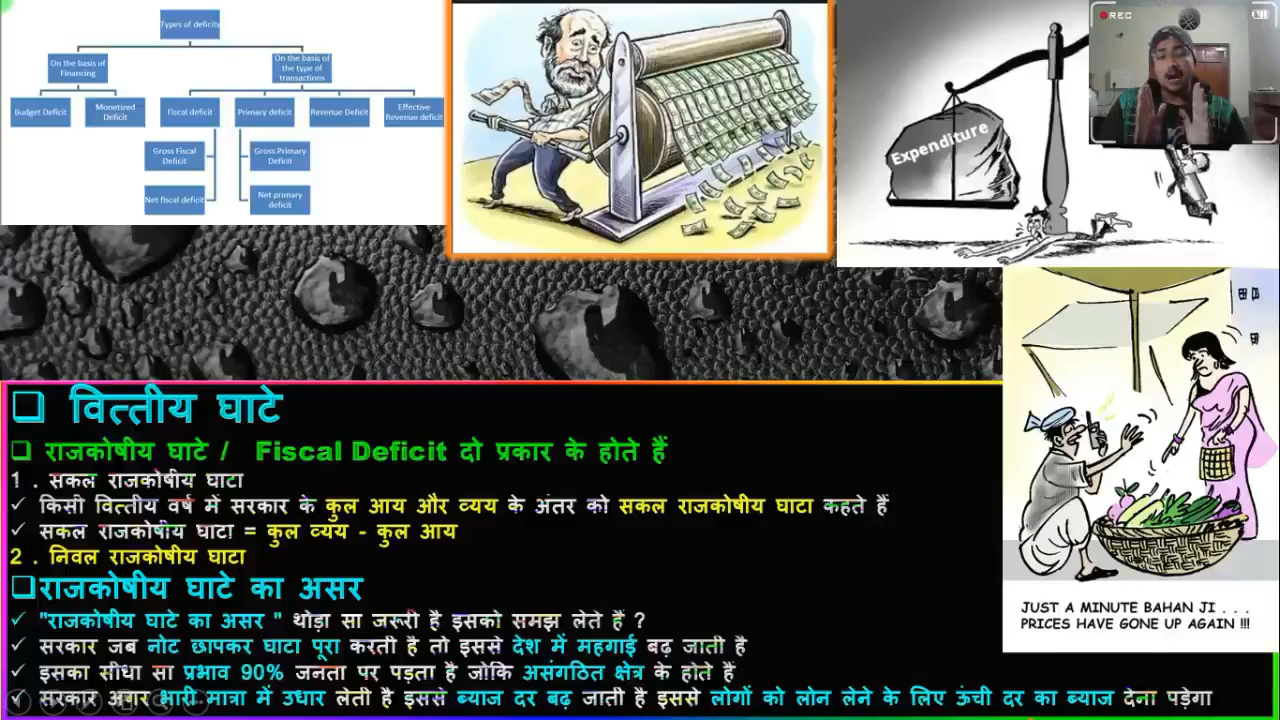 Types of deficits
On the basis of
Financing
On the basis of
the type of
transactions
Budget Deficit
Monetized
Deficit
Fiscal deficit
Primary deficit
Revenue Deficit
Effective
Revenue deficit
Gross Fiscal
Deficit
Gross Primary
Deficit
Net fiscal deficit
Net primary
deficit
Expenditure
REC
वित्तीय घाटे
राजकोषीय घाटे / Fiscal Deficit दो प्रकार के होते हैं
1 . सकल राजकोषीय घाटा
✓ किसी वित्तीय वर्ष में सरकार के कुल आय और व्यय के अंतर को सकल राजकोषीय घाटा कहते हैं
✓ सकल राजकोषीय घाटा = कुल व्यय - कुल आय
2 . निवल राजकोषीय घाटा
राजकोषीय घाटे का असर
✓ "राजकोषीय घाटे का असर " थोड़ा सा जरूरी है इसको समझ लेते हैं ?
✓ सरकार जब नोट छापकर घाटा पूरा करती है तो इससे देश में महगाई बढ़ जाती है
✓ इसका सीधा सा प्रभाव 90% जनता पर पड़ता है जोकि असंगठित क्षेत्र के होते हैं
✓ सरकार अगर भारी मात्रा में उधार लेती है इससे ब्याज दर बढ़ जाती है इससे लोगों को लोन लेने के लिए ऊंची दर का ब्याज देना पड़ेगा
JUST A MINUTE BAHAN JI . . .
PRICES HAVE GONE UP AGAIN !!!